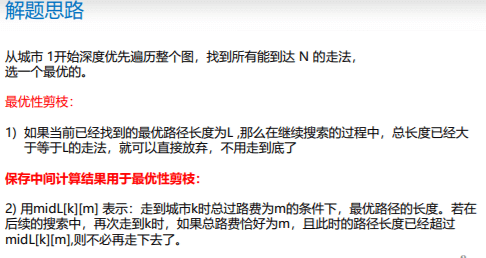 解题思路
从城市 1开始深度优先遍历整个图，找到所有能到达 N 的走法，
选一个最优的。
最优性剪枝：
1) 如果当前已经找到的最优路径长度为L ,那么在继续搜索的过程中，总长度已经大
于等于L的走法，就可以直接放弃，不用走到底了
保存中间计算结果用于最优性剪枝：
2) 用midL[k][m] 表示：走到城市k时总过路费为m的条件下，最优路径的长度。若在
后续的搜索中，再次走到k时，如果总路费恰好为m，且此时的路径长度已经超过
midL[k][m],则不必再走下去了。